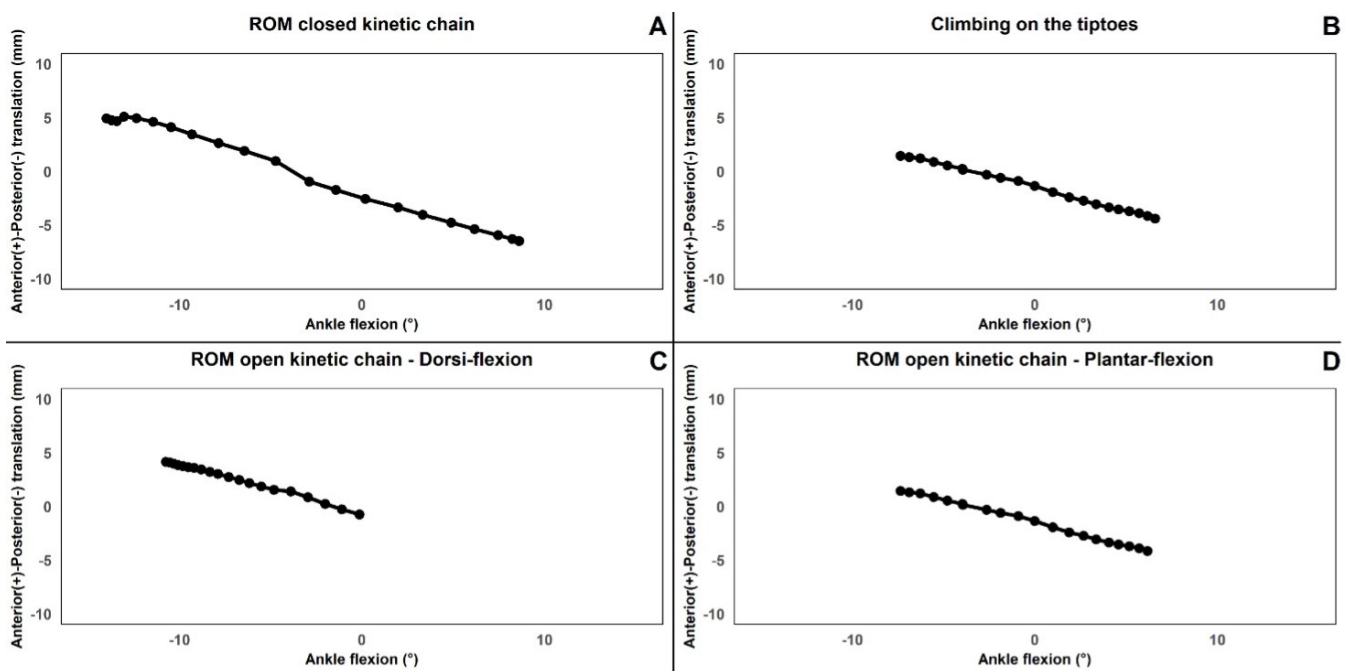 ROM closed kinetic chain
A
Anterior(+)-Posterior(-) translation (mm)
10
5
0
-5
-10
-10
0
10
Ankle flexion (°)
Climbing on the tiptoes
B
Anterior(+)-Posterior(-) translation (mm)
10
5
0
-5
-10
-10
0
10
Ankle flexion (°)
ROM open kinetic chain - Dorsi-flexion
C
Anterior(+)-Posterior(-) translation (mm)
10
5
0
-5
-10
-10
0
10
Ankle flexion (°)
ROM open kinetic chain - Plantar-flexion
D
Anterior(+)-Posterior(-) translation (mm)
10
5
0
-5
-10
-10
0
10
Ankle flexion (°)